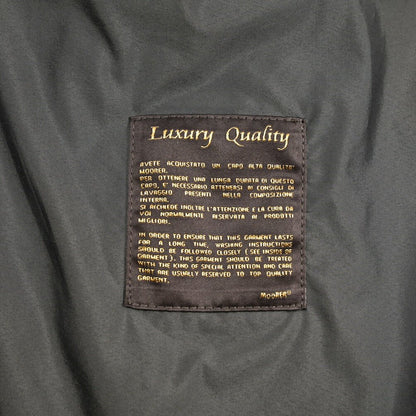 Luxury Quality
AVETE ACQUISTATO UN CAPO ALTA QUALITA'
MOORER.
PER OTTENERE UNA LUNGA DURATA DI QUESTO
CAPO, E' NECESSARIO ATTENERSI AI CONSIGLI DI
LAVAGGIO PRESENTI NELLA COMPOSIZIONE
INTERNA.
SI RICHIEDE INOLTRE L'ATTENZIONE E LA CURA DA
VOI NORMALMENTE RISERVATA AI PRODOTTI
MIGLIORI.
IN ORDER TO ENSURE THAT THIS GARMENT LASTS
FOR A LONG TIME, WASHING INSTRUCTIONS
SHOULD BE FOLLOWED CLOSELY (SEE INSIDE OF
GARMENT). THIS GARMENT SHOULD BE TREATED
WITH THE KIND OF SPECIAL ATTENTION AND CARE
THAT ARE USUALLY RESERVED TO TOP QUALITY
GARMENT.
MOORER